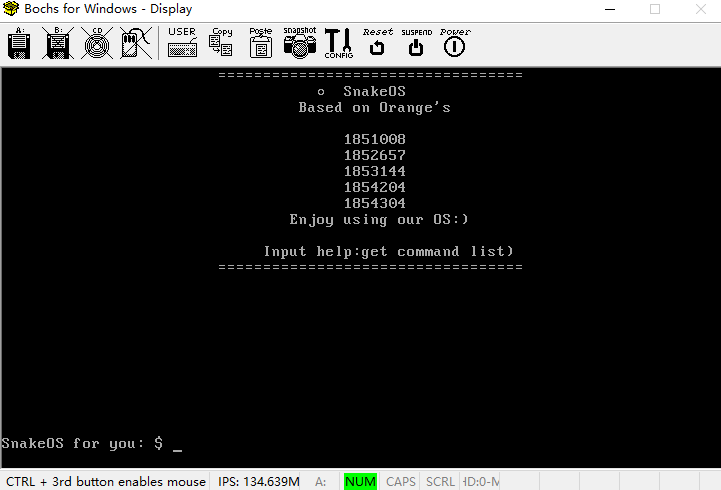 Bochs for Windows - Display
A: B: CD USER Copy Paste snapshot CONFIG Reset SUSPEND Power
==================================
o SnakeOS
Based on Orange's
1851008
1852657
1853144
1854204
1854304
Enjoy using our OS:)
Input help:get command list)
==================================
SnakeOS for you: $ _
CTRL + 3rd button enables mouse IPS: 134.639M A: NUM CAPS SCRL HD:0-M